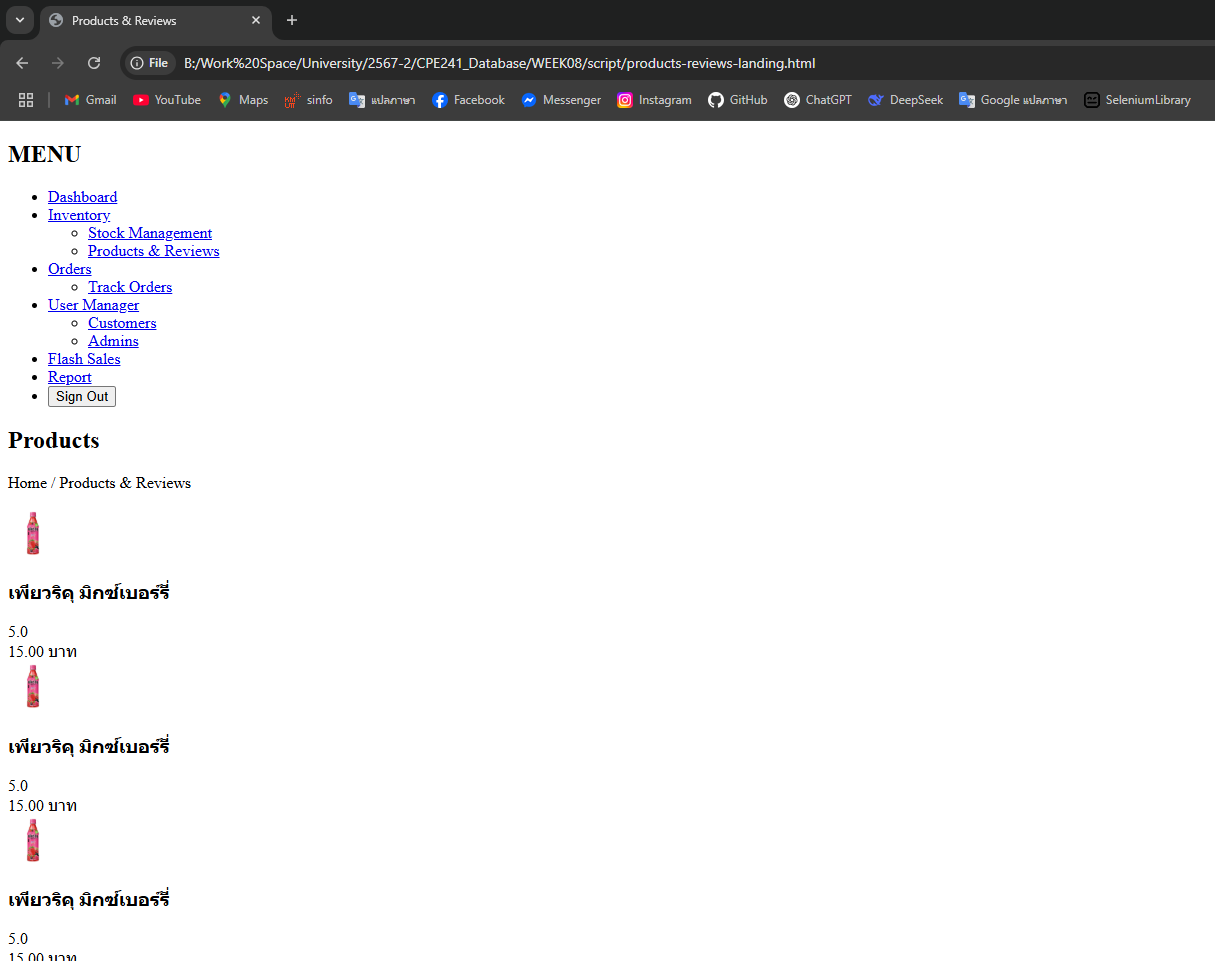 Products & Reviews
File B:/Work%20Space/University/2567-2/CPE241_Database/WEEK08/script/products-reviews-landing.html
Gmail YouTube Maps sinfo แปลภาษา Facebook Messenger Instagram GitHub ChatGPT DeepSeek Google แปลภาษา SeleniumLibrary
MENU
Dashboard
Inventory
Stock Management
Products & Reviews
Orders
Track Orders
User Manager
Customers
Admins
Flash Sales
Report
Sign Out
Products
Home / Products & Reviews
เพียวริคุ มิกซ์เบอร์รี่
5.0
15.00 บาท
เพียวริคุ มิกซ์เบอร์รี่
5.0
15.00 บาท
เพียวริคุ มิกซ์เบอร์รี่
5.0
15.00 บาท